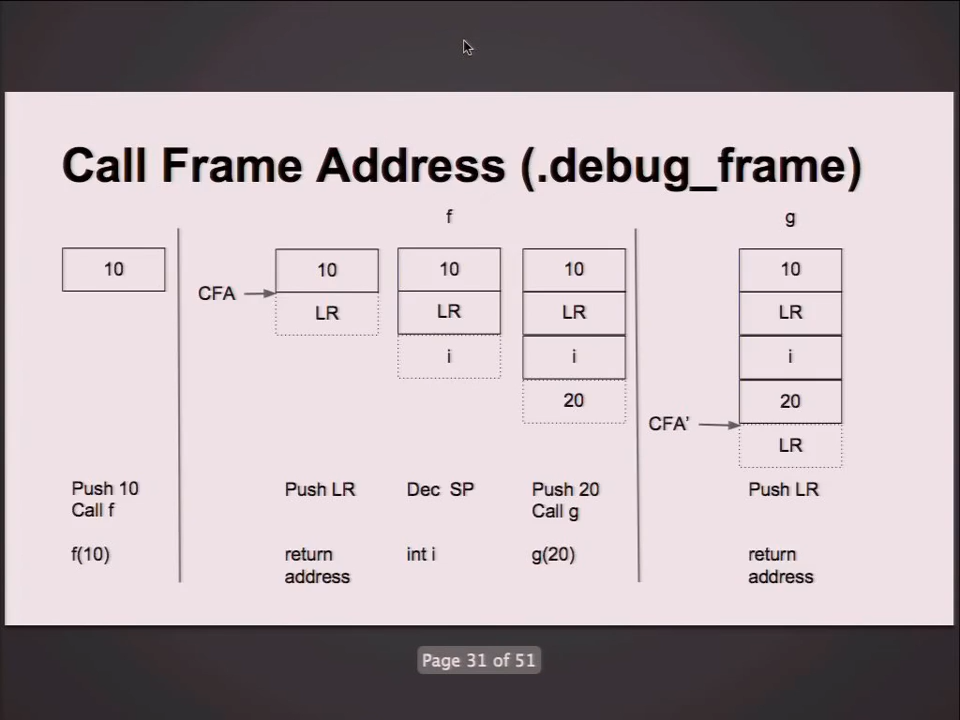 Call Frame Address (.debug_frame)
f
g
10
10
10
10
10
CFA
LR
LR
LR
LR
i
i
i
20
20
CFA'
LR
Push 10
Call f
Push LR
Dec SP
Push 20
Call g
Push LR
f(10)
return
address
int i
g(20)
return
address
Page 31 of 51